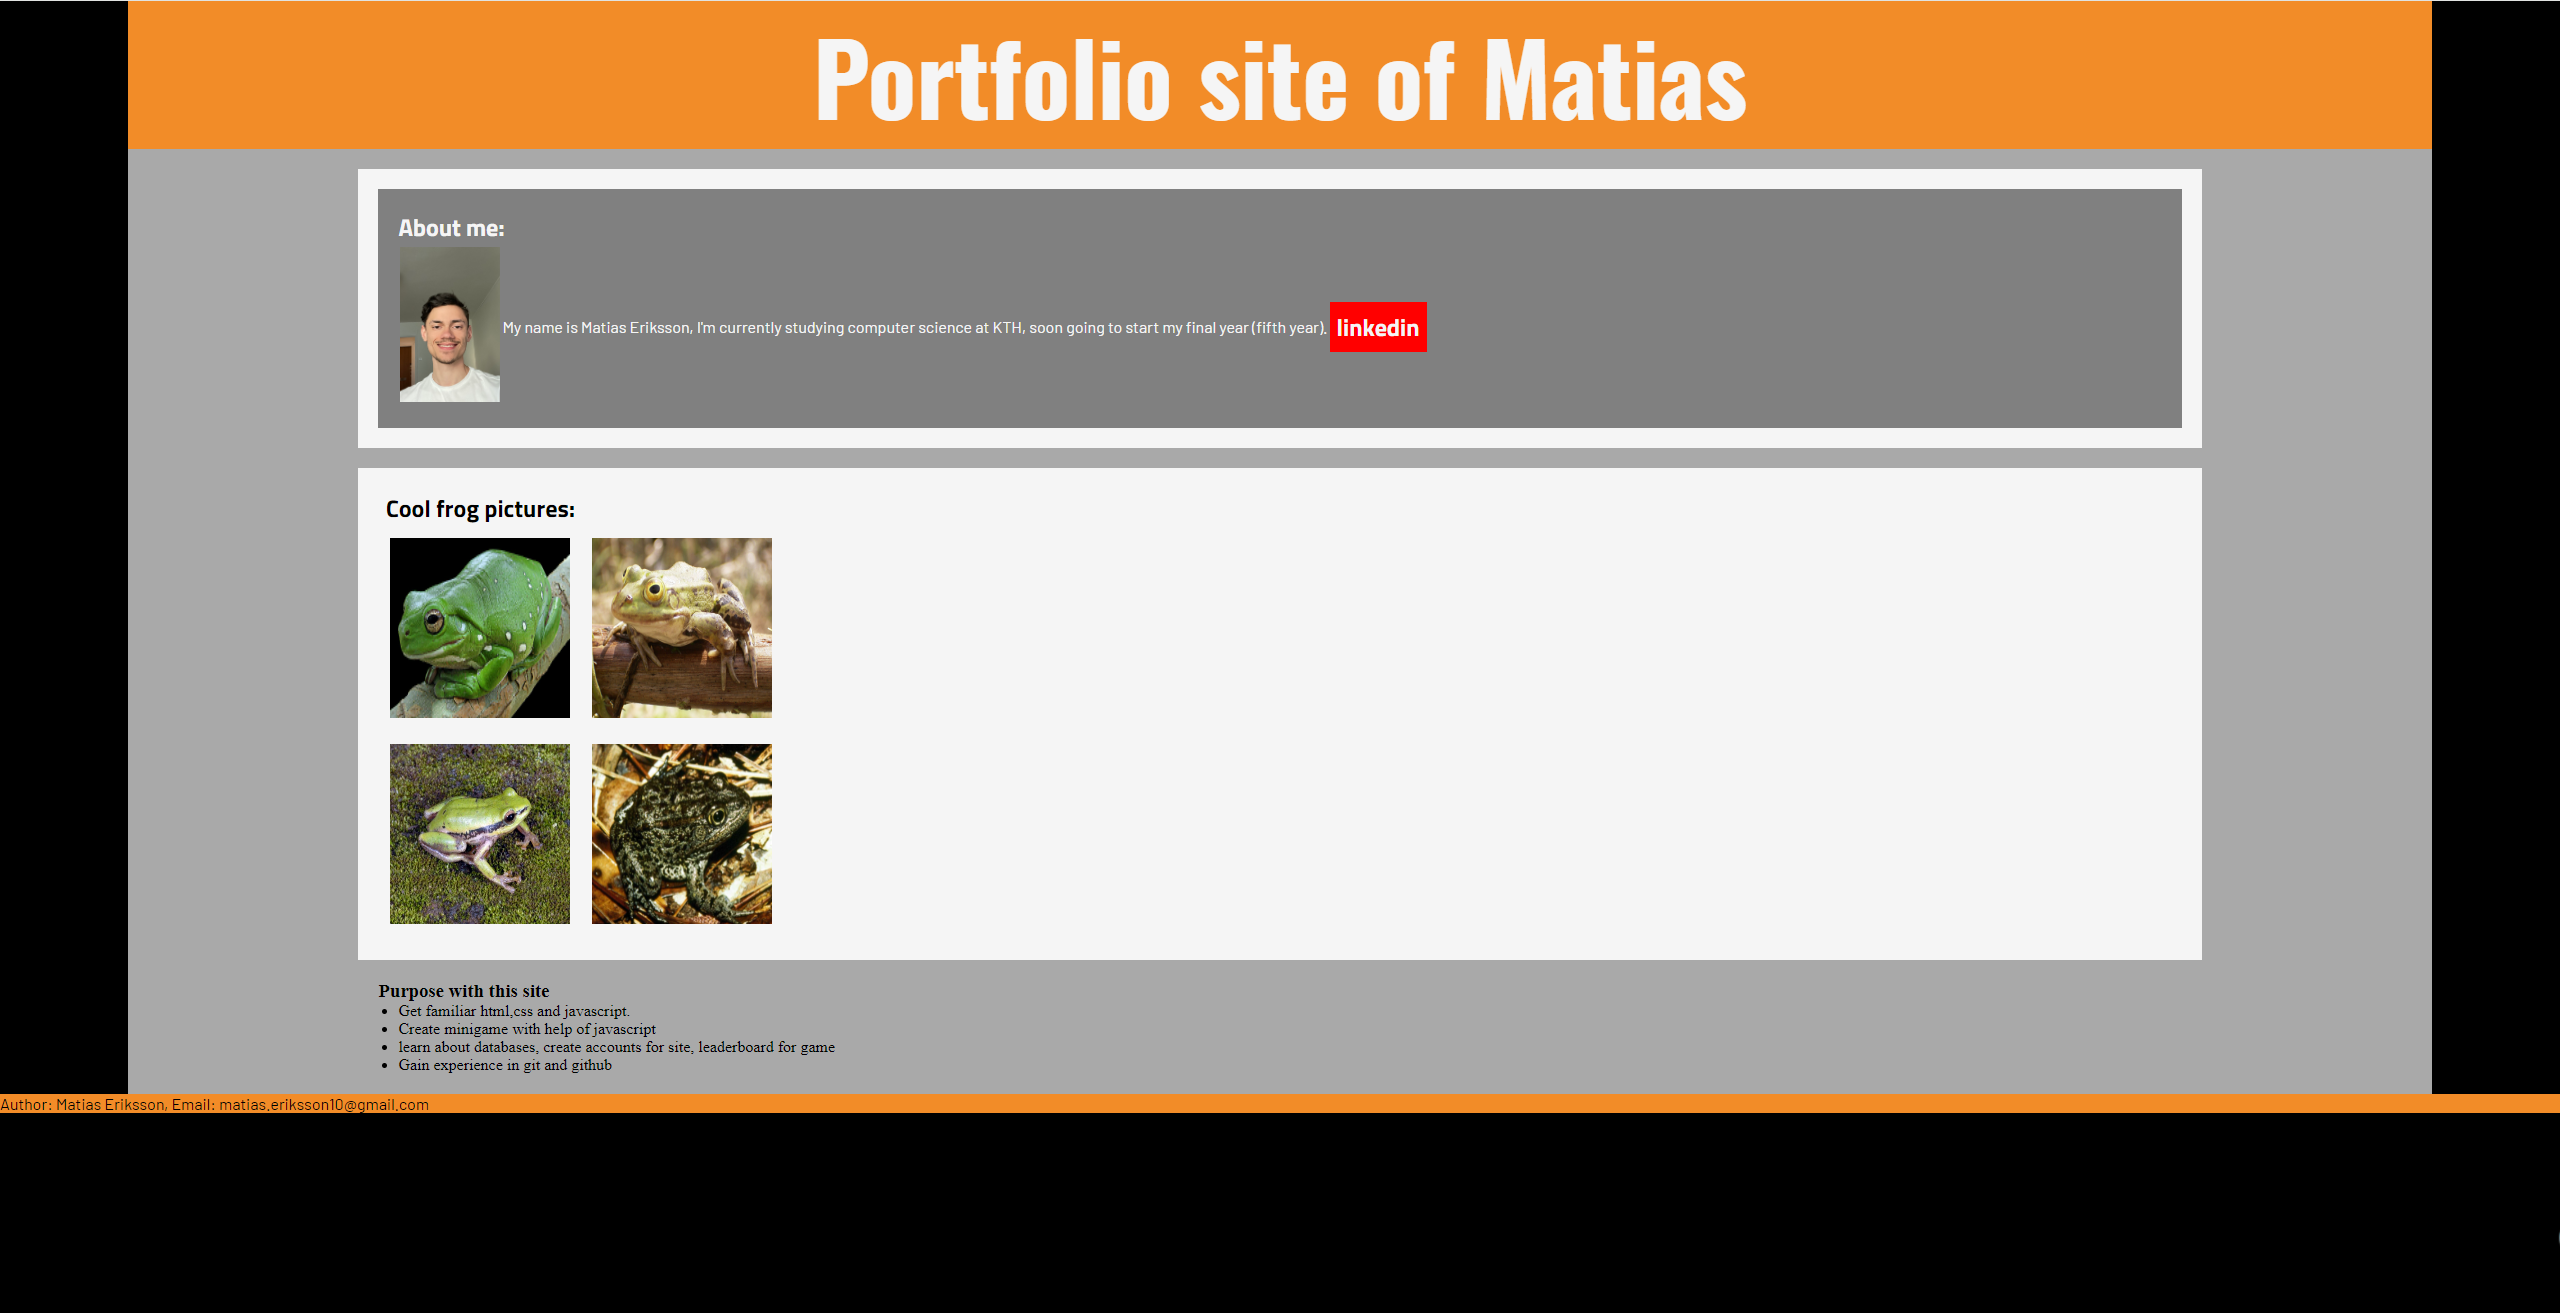 Portfolio site of Matias
About me:
My name is Matias Eriksson, I'm currently studying computer science at KTH, soon going to start my final year (fifth year). linkedin
Cool frog pictures:
Purpose with this site
• Get familiar html,css and javascript.
• Create minigame with help of javascript
• learn about databases, create accounts for site, leaderboard for game
• Gain experience in git and github
Author: Matias Eriksson, Email: matias.eriksson10@gmail.com